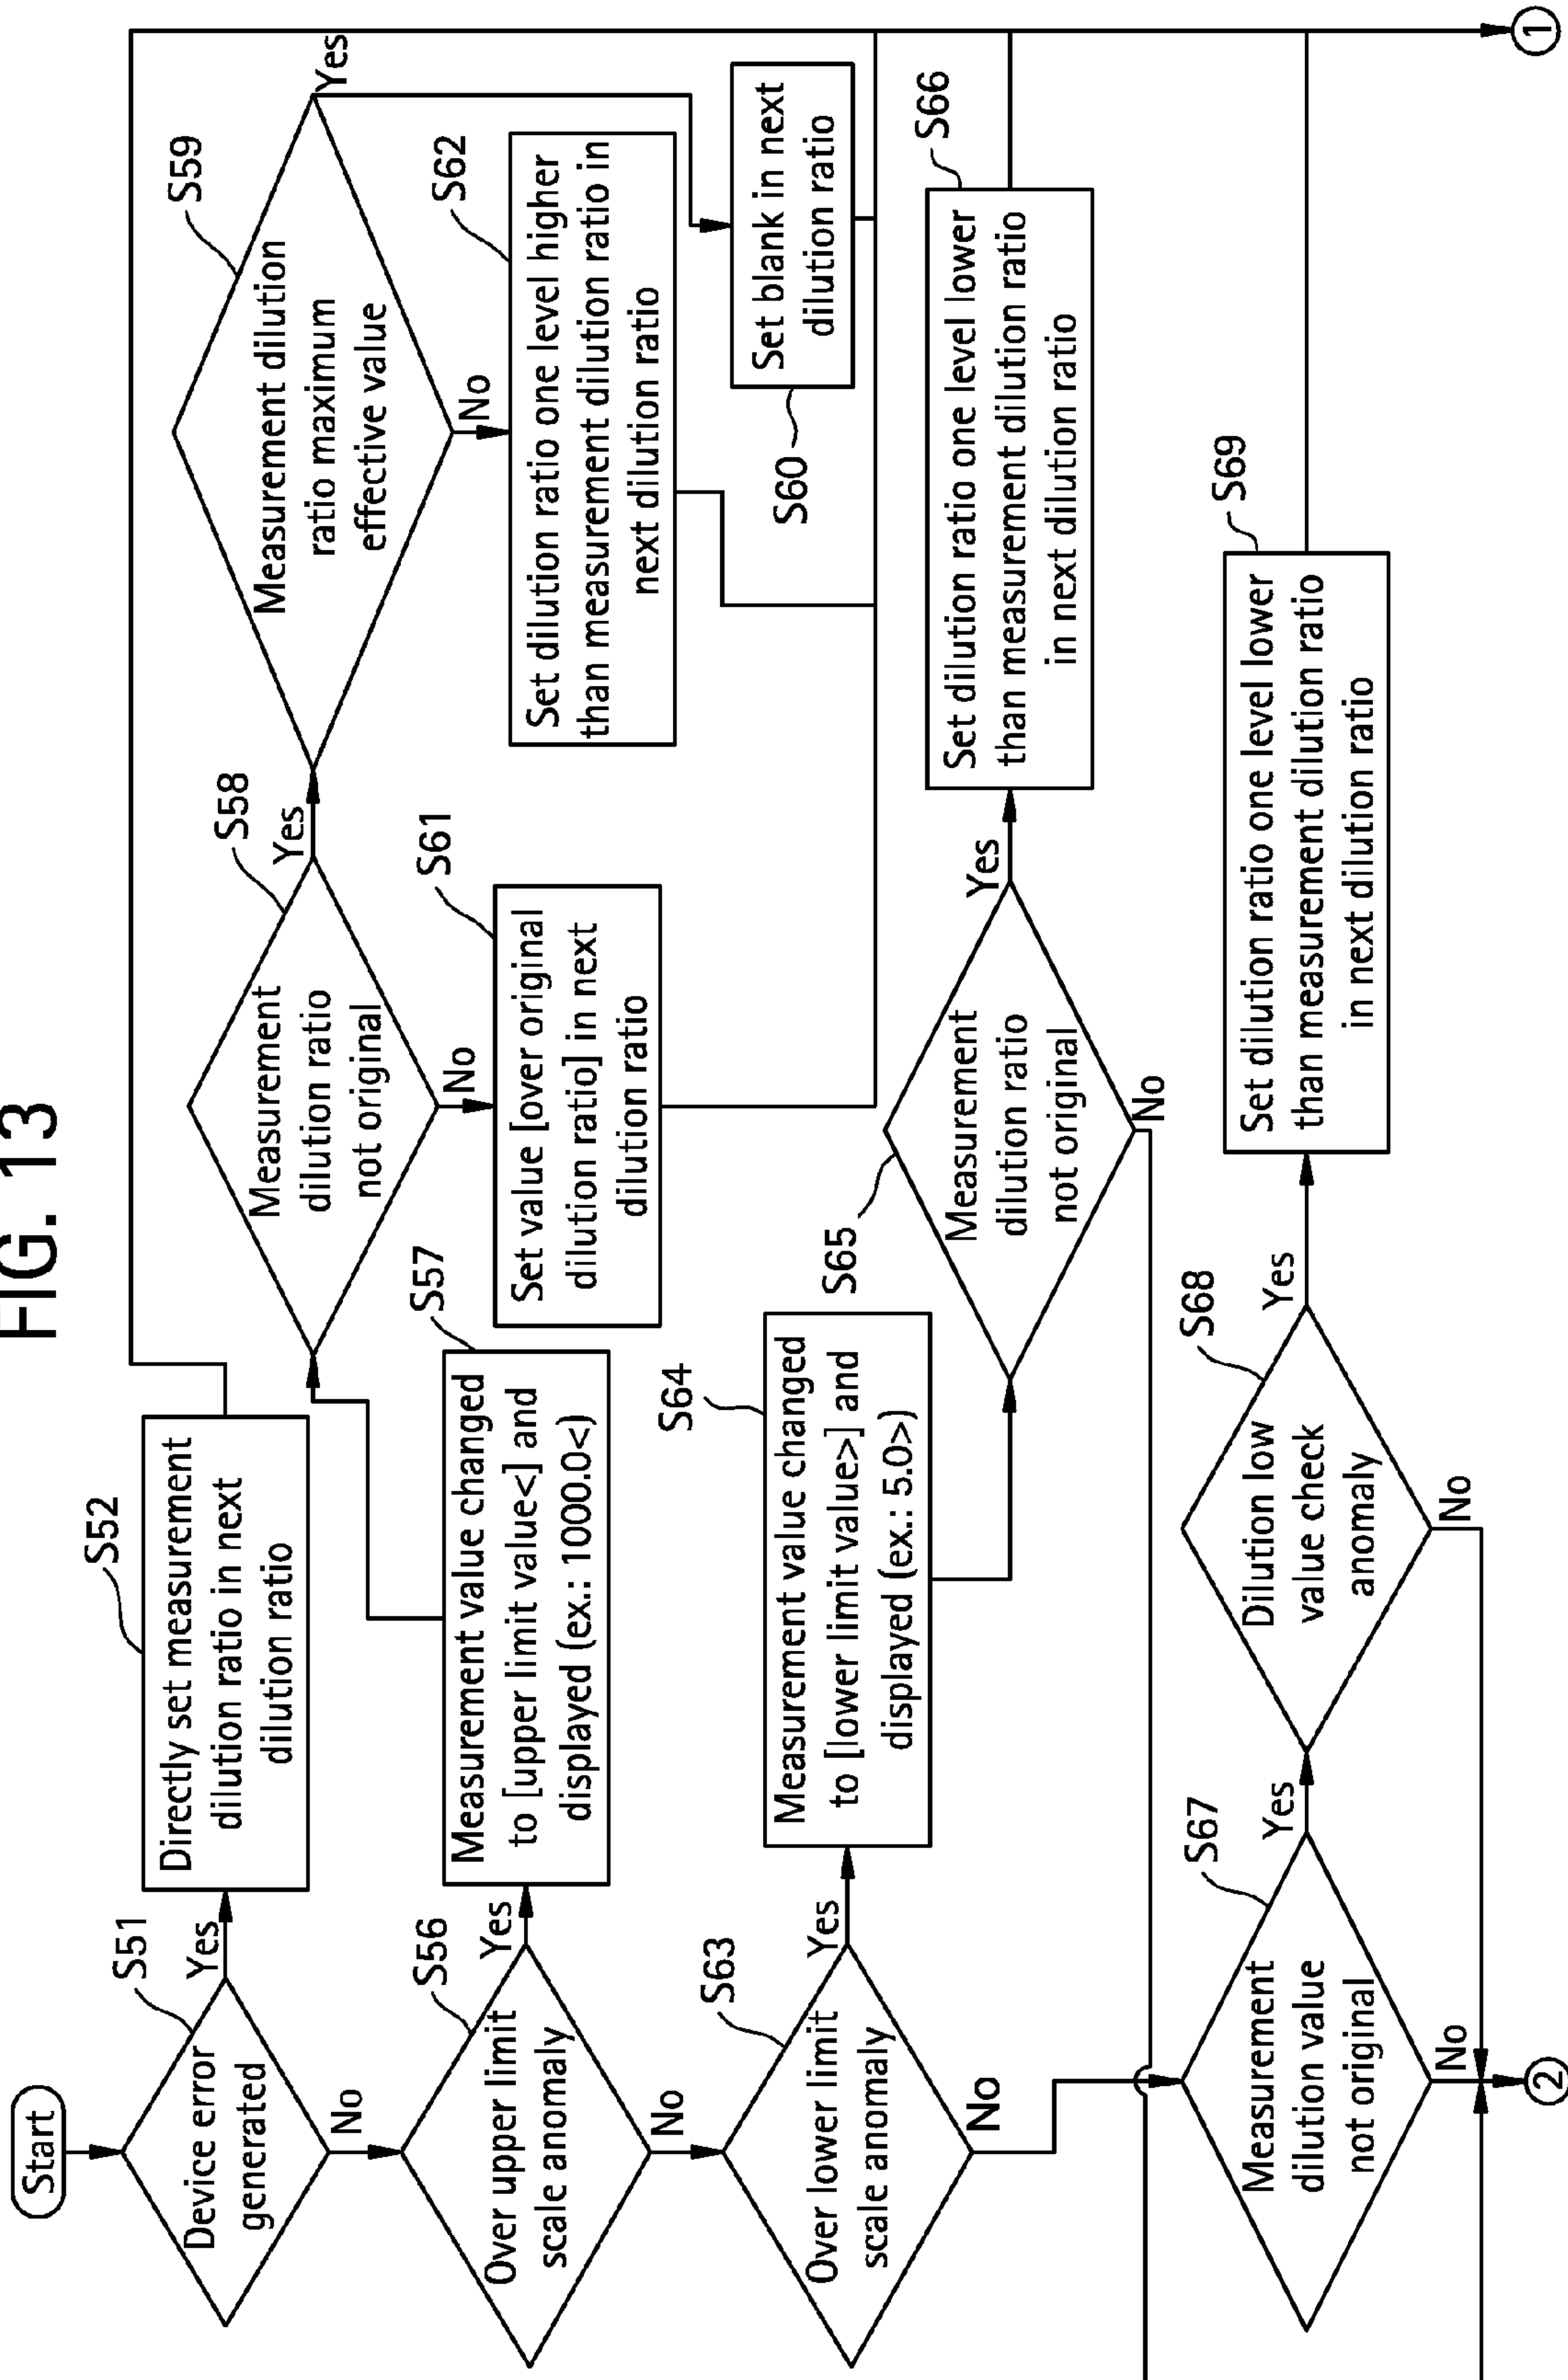 FIG. 13
Start
S51
Device error
generated
Yes
No
S52
Directly set measurement
dilution ratio in next
dilution ratio
S56
Over upper limit
scale anomaly
Yes
No
S57
Measurement value changed
to [upper limit value<] and
displayed (ex.: 1000.0<)
S58
Measurement
dilution ratio
not original
Yes
No
S59
Measurement dilution
ratio maximum
effective value
Yes
No
S61
Set value [over original
dilution ratio] in next
dilution ratio
S62
Set dilution ratio one level higher
than measurement dilution ratio in
next dilution ratio
S60
Set blank in next
dilution ratio
S63
Over lower limit
scale anomaly
Yes
No
S64
Measurement value changed
to [lower limit value>] and
displayed (ex.: 5.0>)
S65
Measurement
dilution ratio
not original
Yes
No
S66
Set dilution ratio one level lower
than measurement dilution ratio
in next dilution ratio
S67
Measurement
dilution value
not original
Yes
No
S68
Dilution low
value check
anomaly
Yes
No
S69
Set dilution ratio one level lower
than measurement dilution ratio
in next dilution ratio
2
1